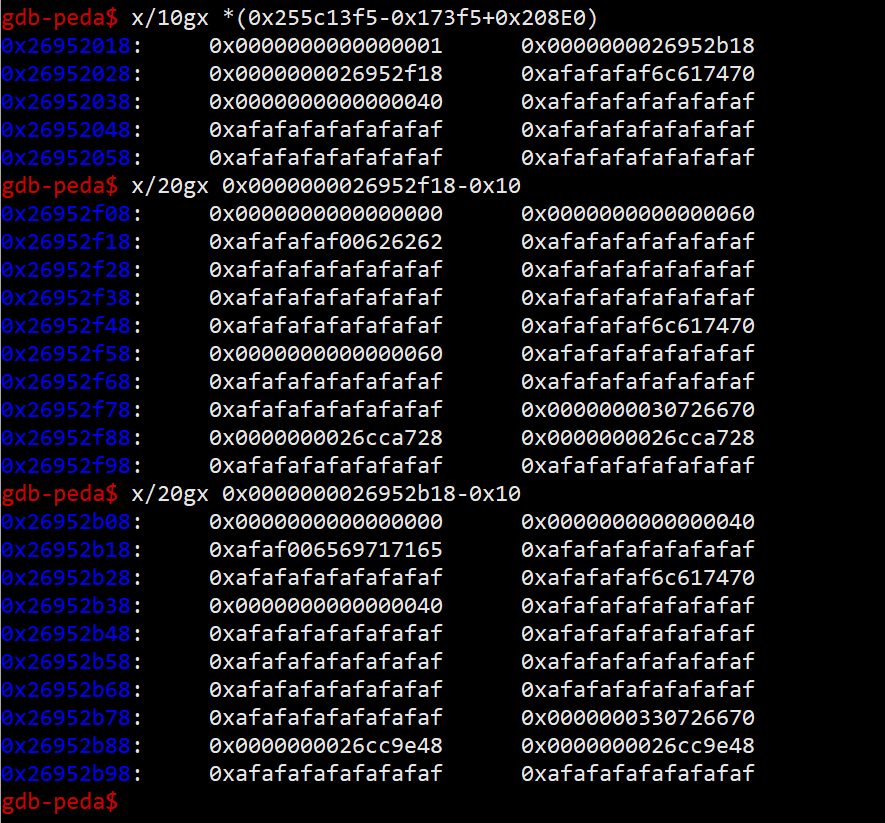 gdb-peda$ x/10gx *(0x255c13f5-0x173f5+0x208E0)
0x26952018: 0x0000000000000001 0x0000000026952b18
0x26952028: 0x0000000026952f18 0xafafafaf6c617470
0x26952038: 0x0000000000000040 0xafafafafafafafaf
0x26952048: 0xafafafafafafafaf 0xafafafafafafafaf
0x26952058: 0xafafafafafafafaf 0xafafafafafafafaf
gdb-peda$ x/20gx 0x0000000026952f18-0x10
0x26952f08: 0x0000000000000000 0x0000000000000060
0x26952f18: 0xafafafaf00626262 0xafafafafafafafaf
0x26952f28: 0xafafafafafafafaf 0xafafafafafafafaf
0x26952f38: 0xafafafafafafafaf 0xafafafafafafafaf
0x26952f48: 0xafafafafafafafaf 0xafafafaf6c617470
0x26952f58: 0x0000000000000060 0xafafafafafafafaf
0x26952f68: 0xafafafafafafafaf 0xafafafafafafafaf
0x26952f78: 0xafafafafafafafaf 0x0000000030726670
0x26952f88: 0x0000000026cca728 0x0000000026cca728
0x26952f98: 0xafafafafafafafaf 0xafafafafafafafaf
gdb-peda$ x/20gx 0x0000000026952b18-0x10
0x26952b08: 0x0000000000000000 0x0000000000000040
0x26952b18: 0xafaf006569717165 0xafafafafafafafaf
0x26952b28: 0xafafafafafafafaf 0xafafafaf6c617470
0x26952b38: 0x0000000000000040 0xafafafafafafafaf
0x26952b48: 0xafafafafafafafaf 0xafafafafafafafaf
0x26952b58: 0xafafafafafafafaf 0xafafafafafafafaf
0x26952b68: 0xafafafafafafafaf 0xafafafafafafafaf
0x26952b78: 0xafafafafafafafaf 0x0000000330726670
0x26952b88: 0x0000000026cc9e48 0x0000000026cc9e48
0x26952b98: 0xafafafafafafafaf 0xafafafafafafafaf
gdb-peda$